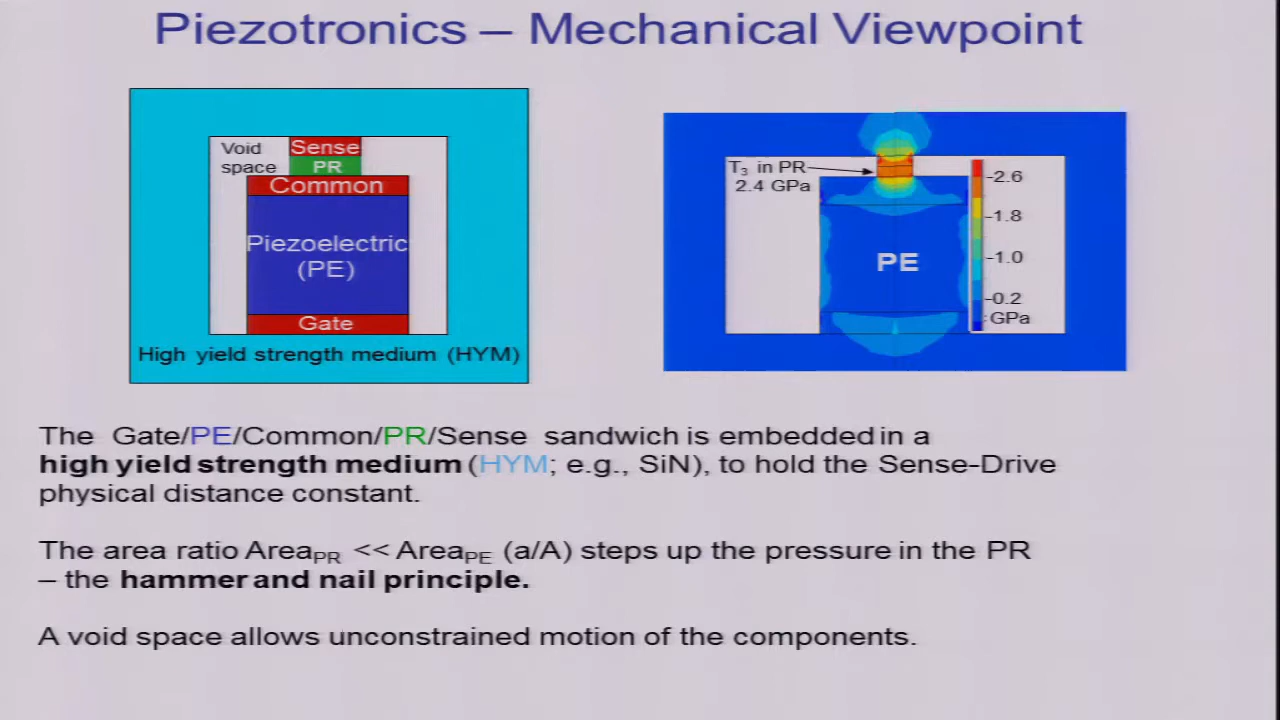 Piezotronics – Mechanical Viewpoint
Void
space
Sense
PR
Common
Piezoelectric
(PE)
Gate
High yield strength medium (HYM)
T3 in PR
2.4 GPa
PE
-2.6
-1.8
-1.0
-0.2
GPa
The Gate/PE/Common/PR/Sense sandwich is embedded in a
high yield strength medium (HYM; e.g., SiN), to hold the Sense-Drive
physical distance constant.
The area ratio AreaPR << AreaPE (a/A) steps up the pressure in the PR
– the hammer and nail principle.
A void space allows unconstrained motion of the components.